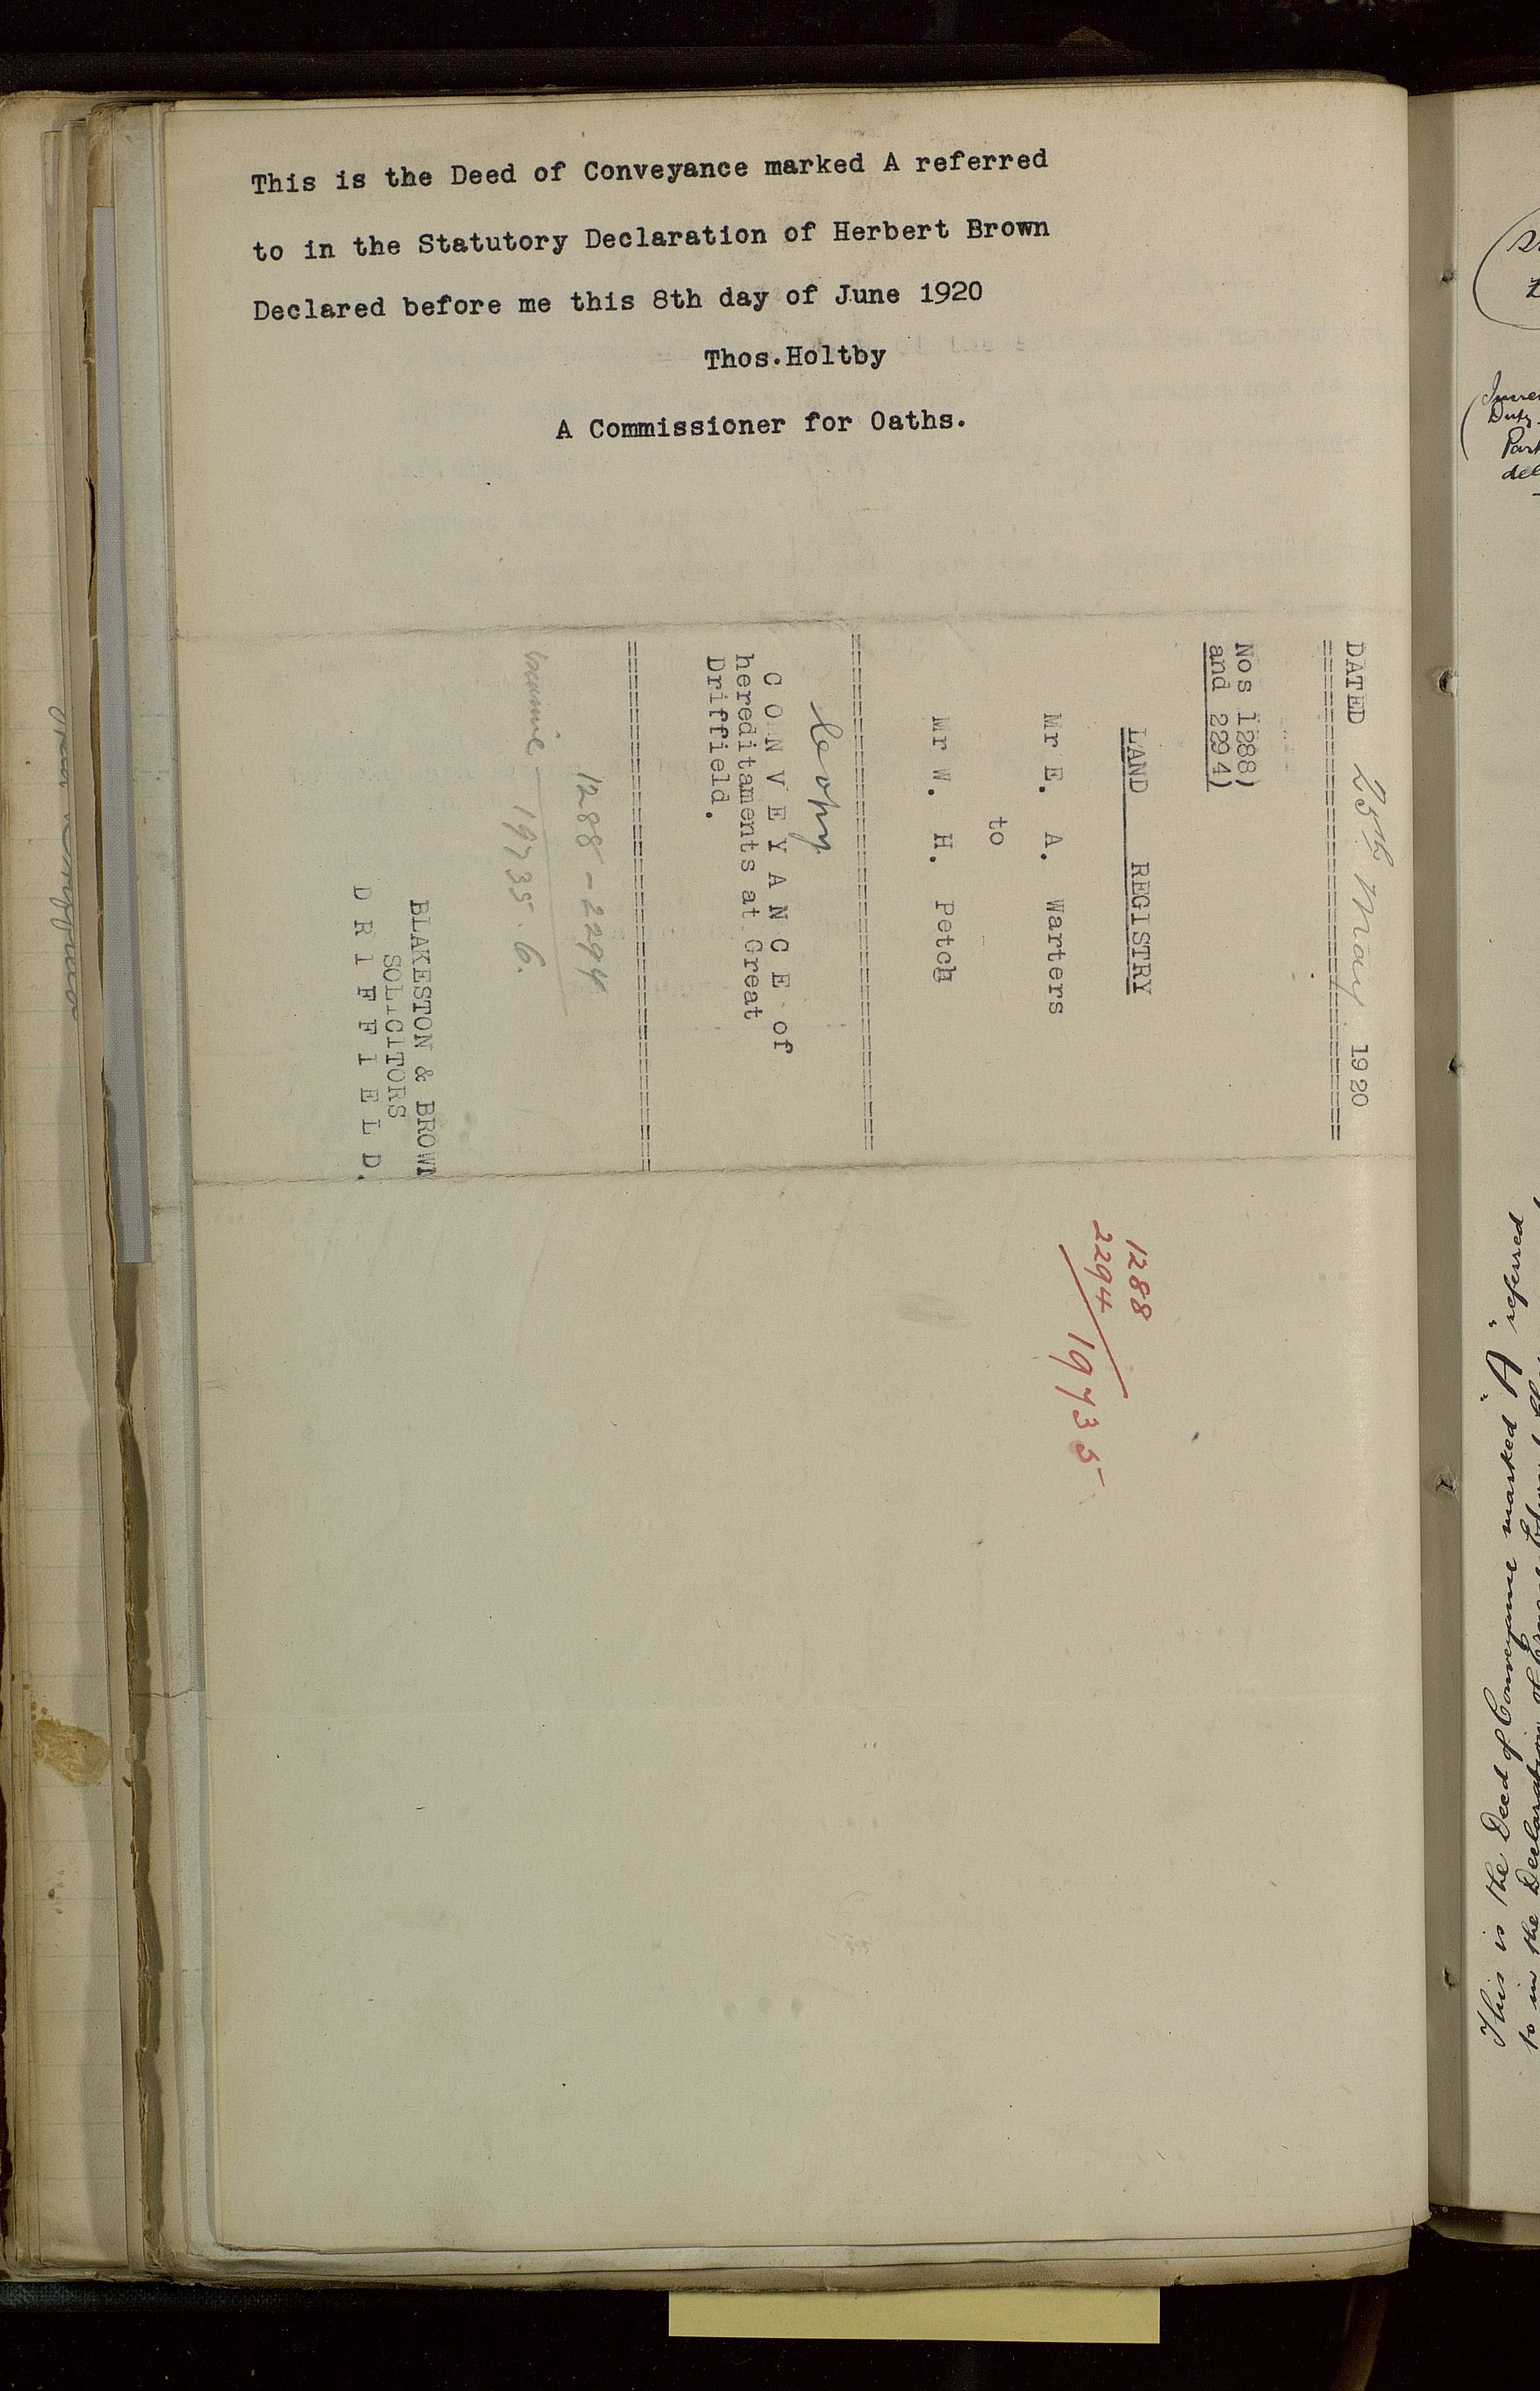 This is the Deed of Conveyance marked A referred
to in the Statutory Declaration of Herbert Brown
Declared before me this 8th day of June 1920
Thos.Holtby
A Commissioner for Oaths.
DATED 25th May 1920
Nos 1288)
and 2294)
LAND REGISTRY
Mr E. A. Warters
to
Mr W. H. Petch
Copy
C O N V E Y A N C E of
hereditaments at Great
Driffield.
1288-2294
19735.6.
BLAKESTON & BROWN
SOLICITORS
D R I F F I E L D.
1288
2294
19735
This is the Deed of Conveyance marked "A" referred
to in the Declaration of